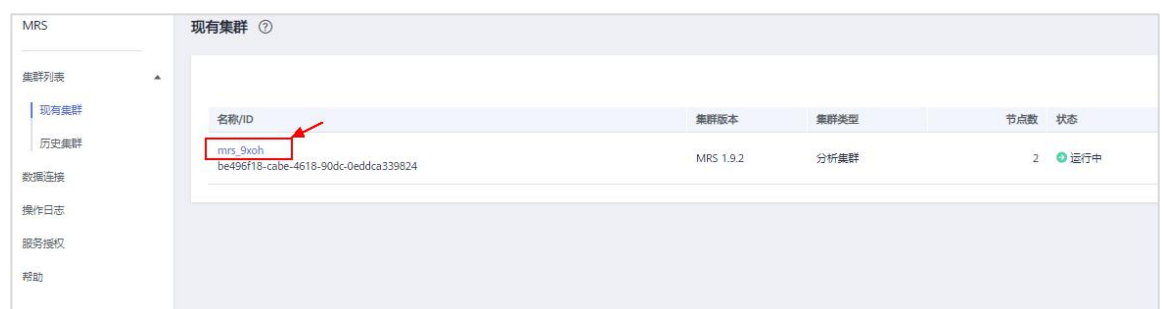 MRS
现有集群 ?
集群列表
现有集群
历史集群
数据连接
操作日志
服务授权
帮助
名称/ID 集群版本 集群类型 节点数 状态
mrs_9xoh
be496f18-cabe-4618-90dc-0eddca339824 MRS 1.9.2 分析集群 2 运行中